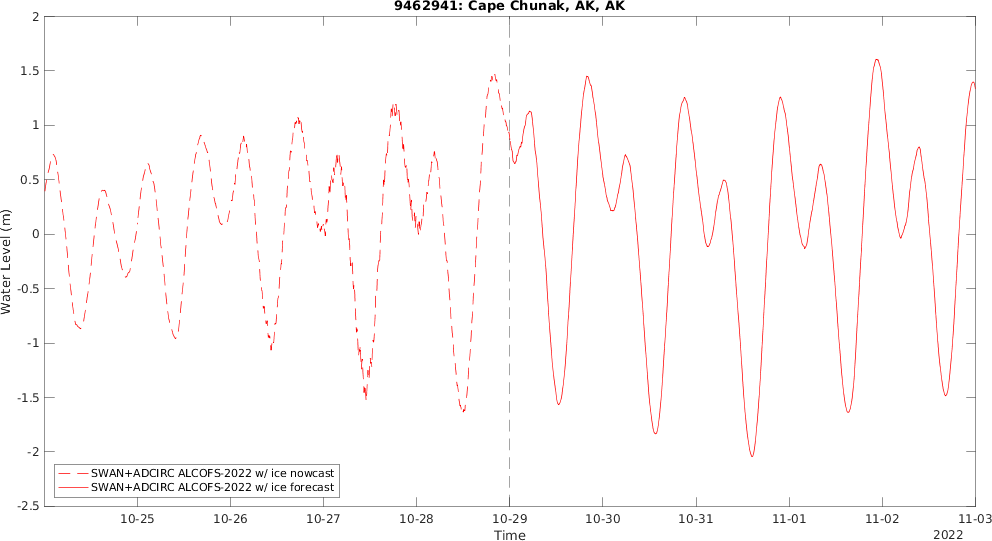 9462941: Cape Chunak, AK, AK
2
1.5
1
0.5
0
-0.5
-1
-1.5
-2
-2.5
Water Level (m)
SWAN+ADCIRC ALCOFS-2022 w/ ice nowcast
SWAN+ADCIRC ALCOFS-2022 w/ ice forecast
10-25 10-26 10-27 10-28 10-29 10-30 10-31 11-01 11-02 11-03
Time
2022